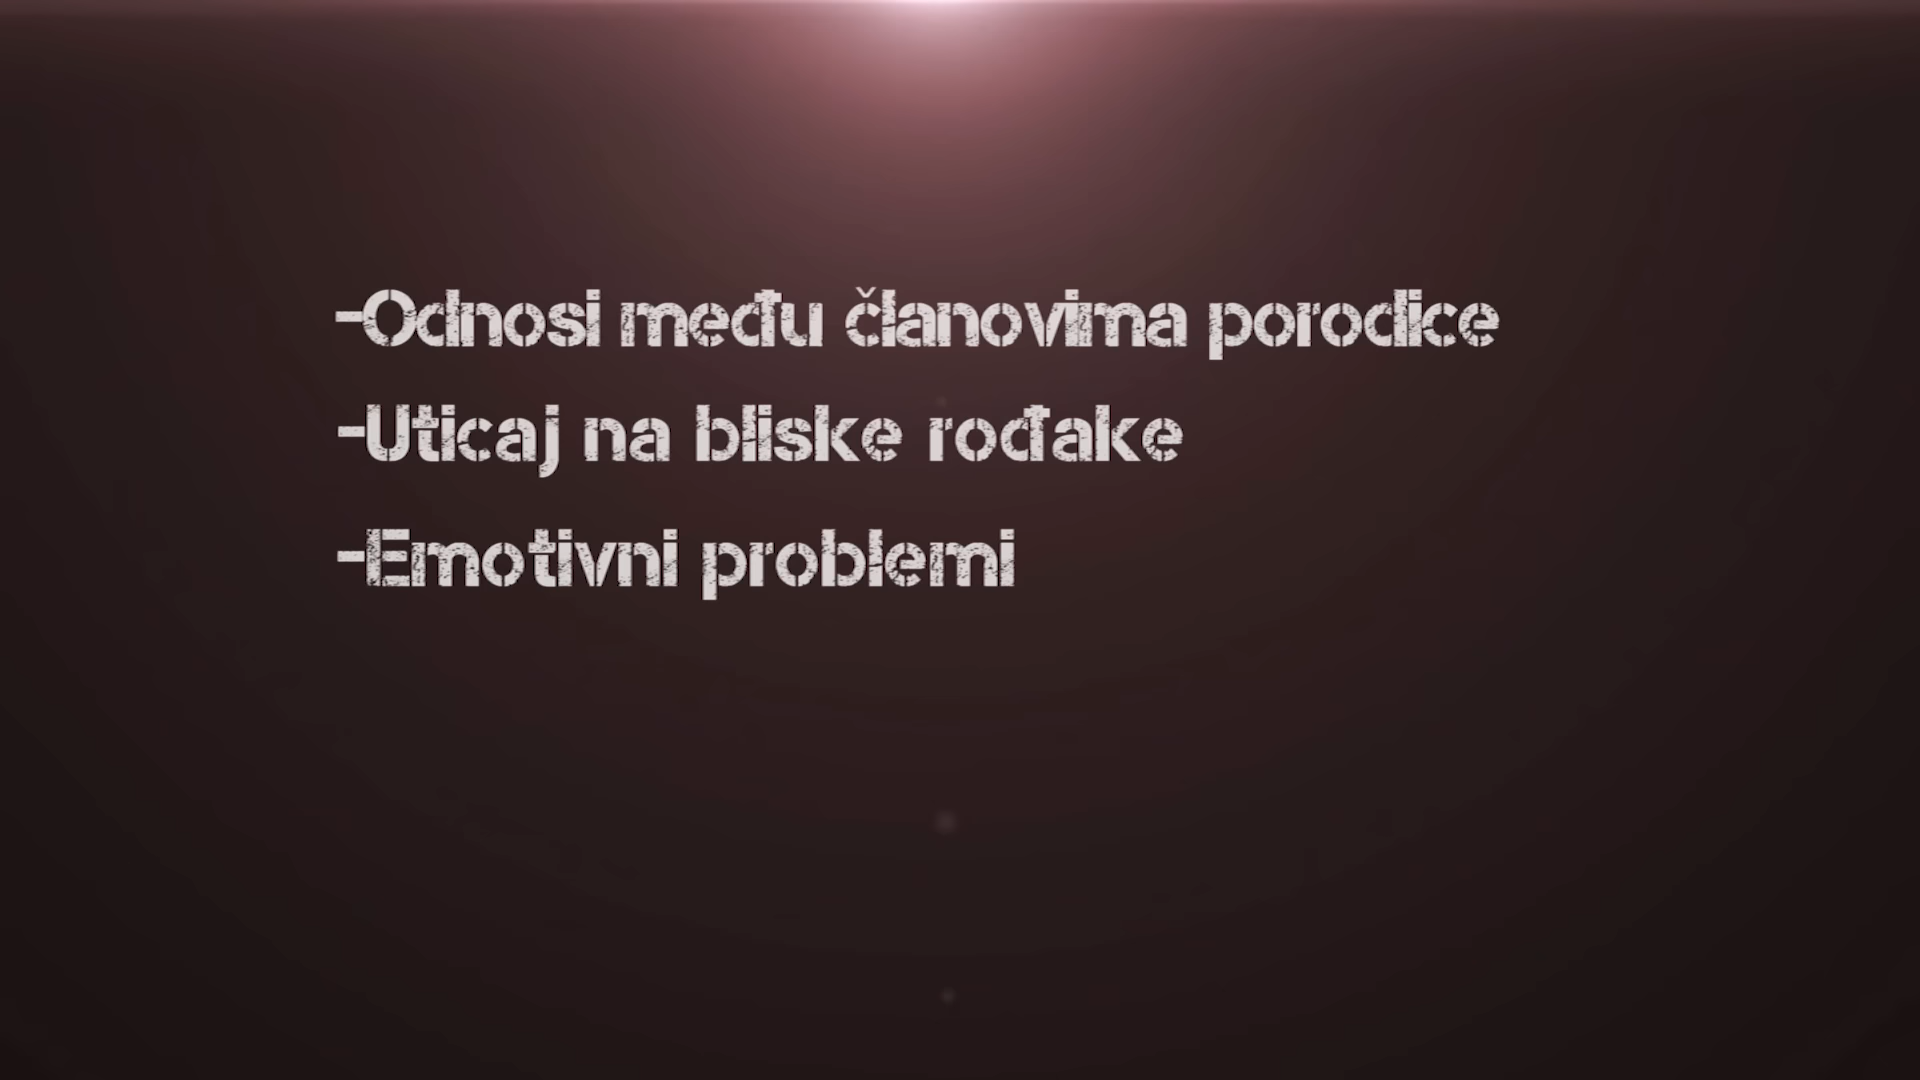 -Odnosi među članovima porodice
-Uticaj na bliske rođake
-Emotivni problemi